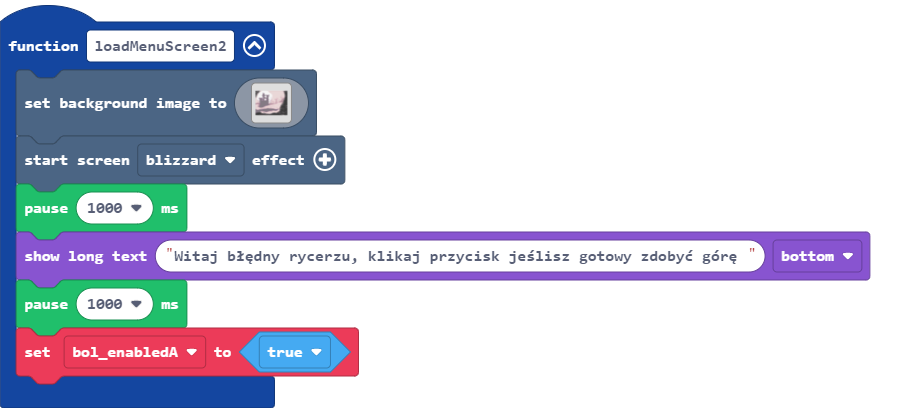 function loadMenuScreen2
set background image to
start screen blizzard effect
pause 1000 ms
show long text "Witaj błędny rycerzu, klikaj przycisk jeślisz gotowy zdobyć górę " bottom
pause 1000 ms
set bol_enabledA to true